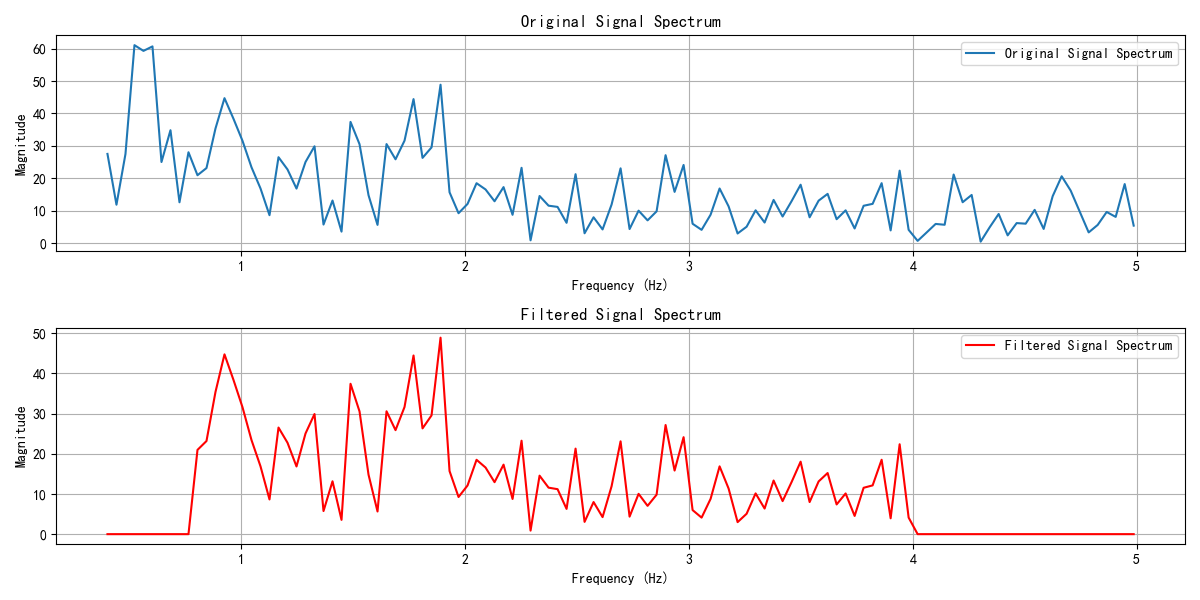 Original Signal Spectrum
Original Signal Spectrum
Magnitude
60
50
40
30
20
10
0
1
2
3
4
5
Frequency (Hz)
Filtered Signal Spectrum
Filtered Signal Spectrum
Magnitude
50
40
30
20
10
0
1
2
3
4
5
Frequency (Hz)